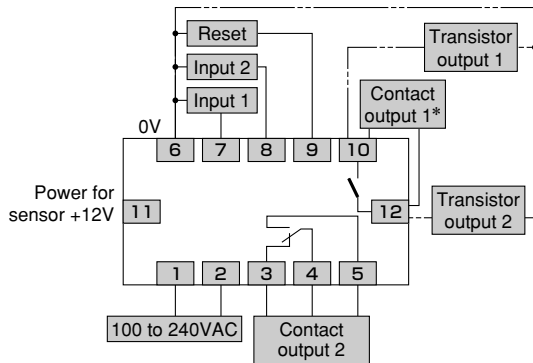 Reset
Transistor
output 1
Input 2
Contact
output 1*
Input 1
0V
6
7
8
9
10
Power for
sensor +12V
11
12
Transistor
output 2
1
2
3
4
5
100 to 240VAC
Contact
output 2